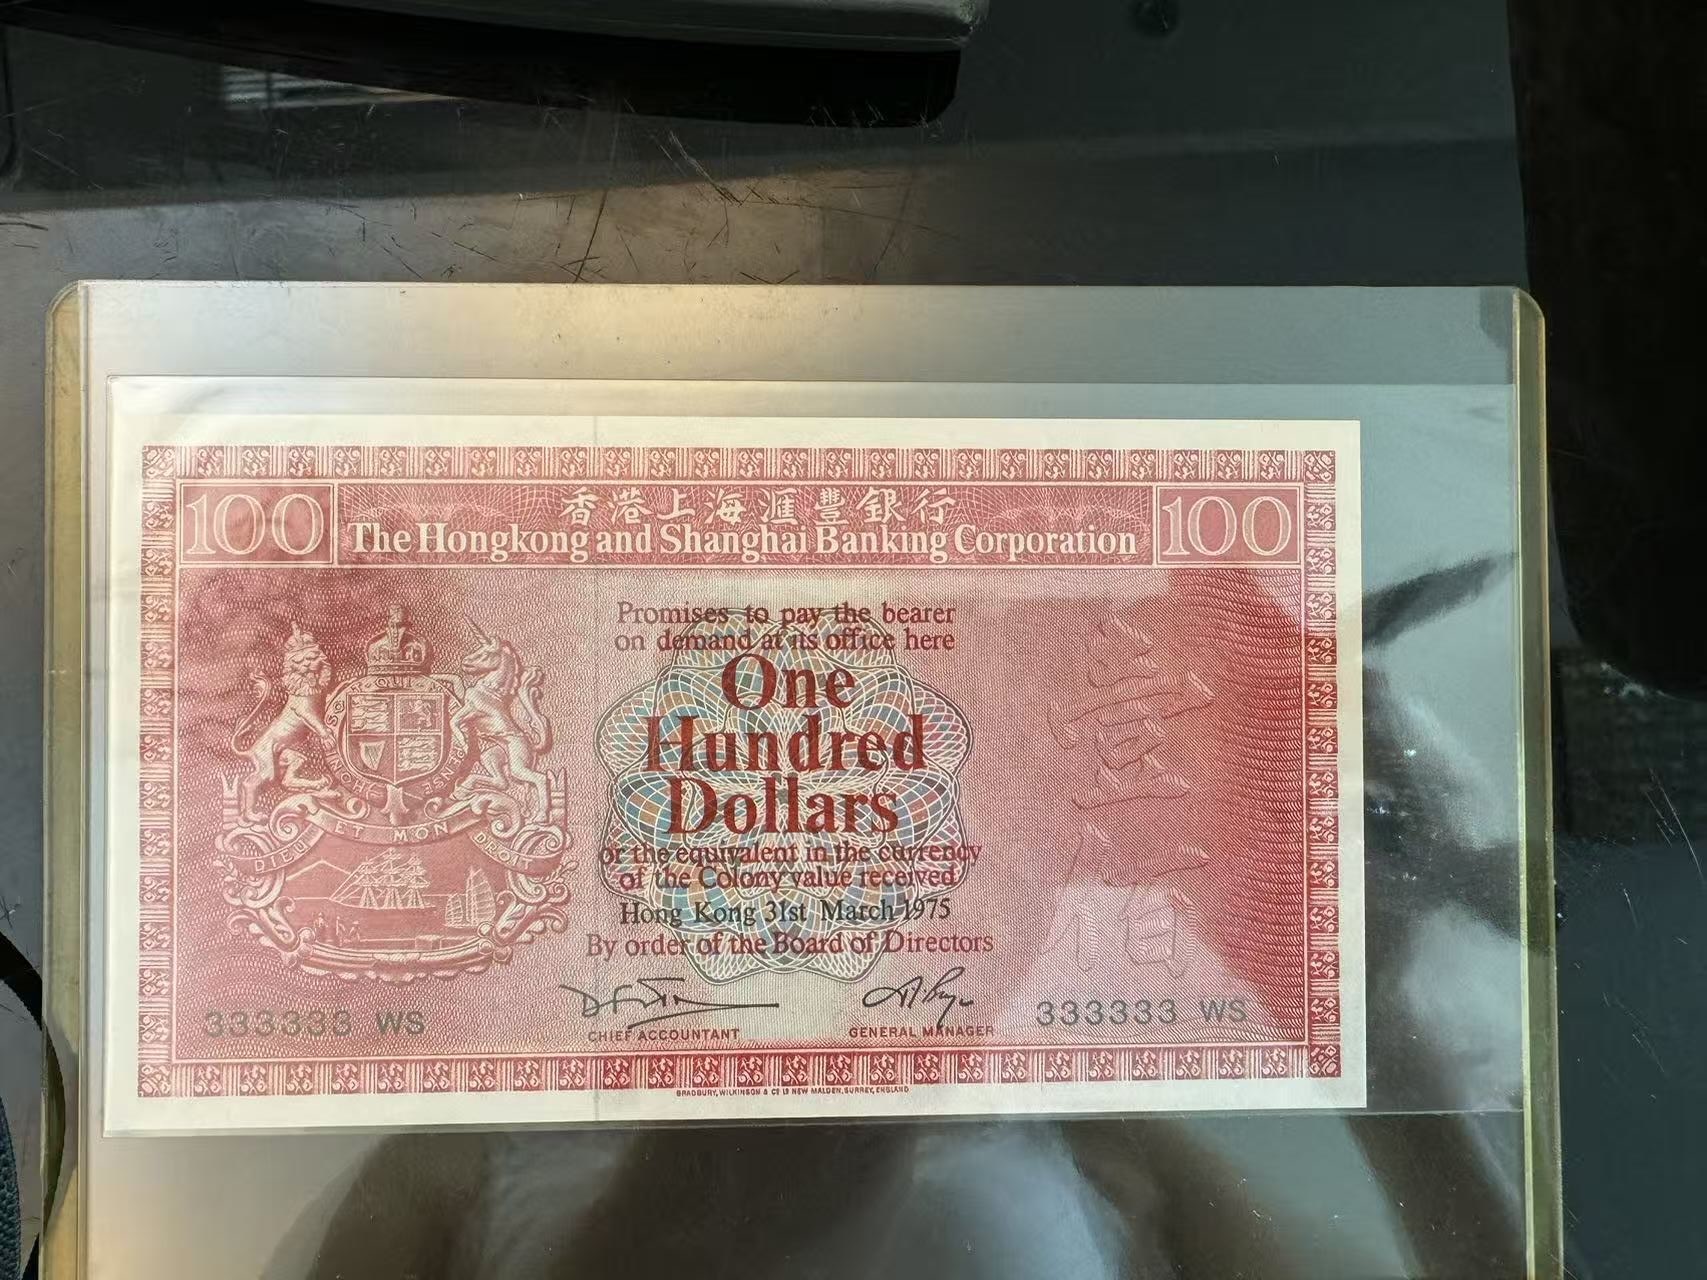 100 香港上海滙豐銀行 100
The Hongkong and Shanghai Banking Corporation
Promises to pay the bearer
on demand at its office here
One
Hundred
Dollars
or the equivalent in the currency
of the Colony value received
Hong Kong 31st March 1975
By order of the Board of Directors
CHIEF ACCOUNTANT GENERAL MANAGER
333333 WS 333333 WS
壹
佰
DIEU ET MON DROIT
BRADBURY, WILKINSON & Cº Lᴰ NEW MALDEN, SURREY, ENGLAND